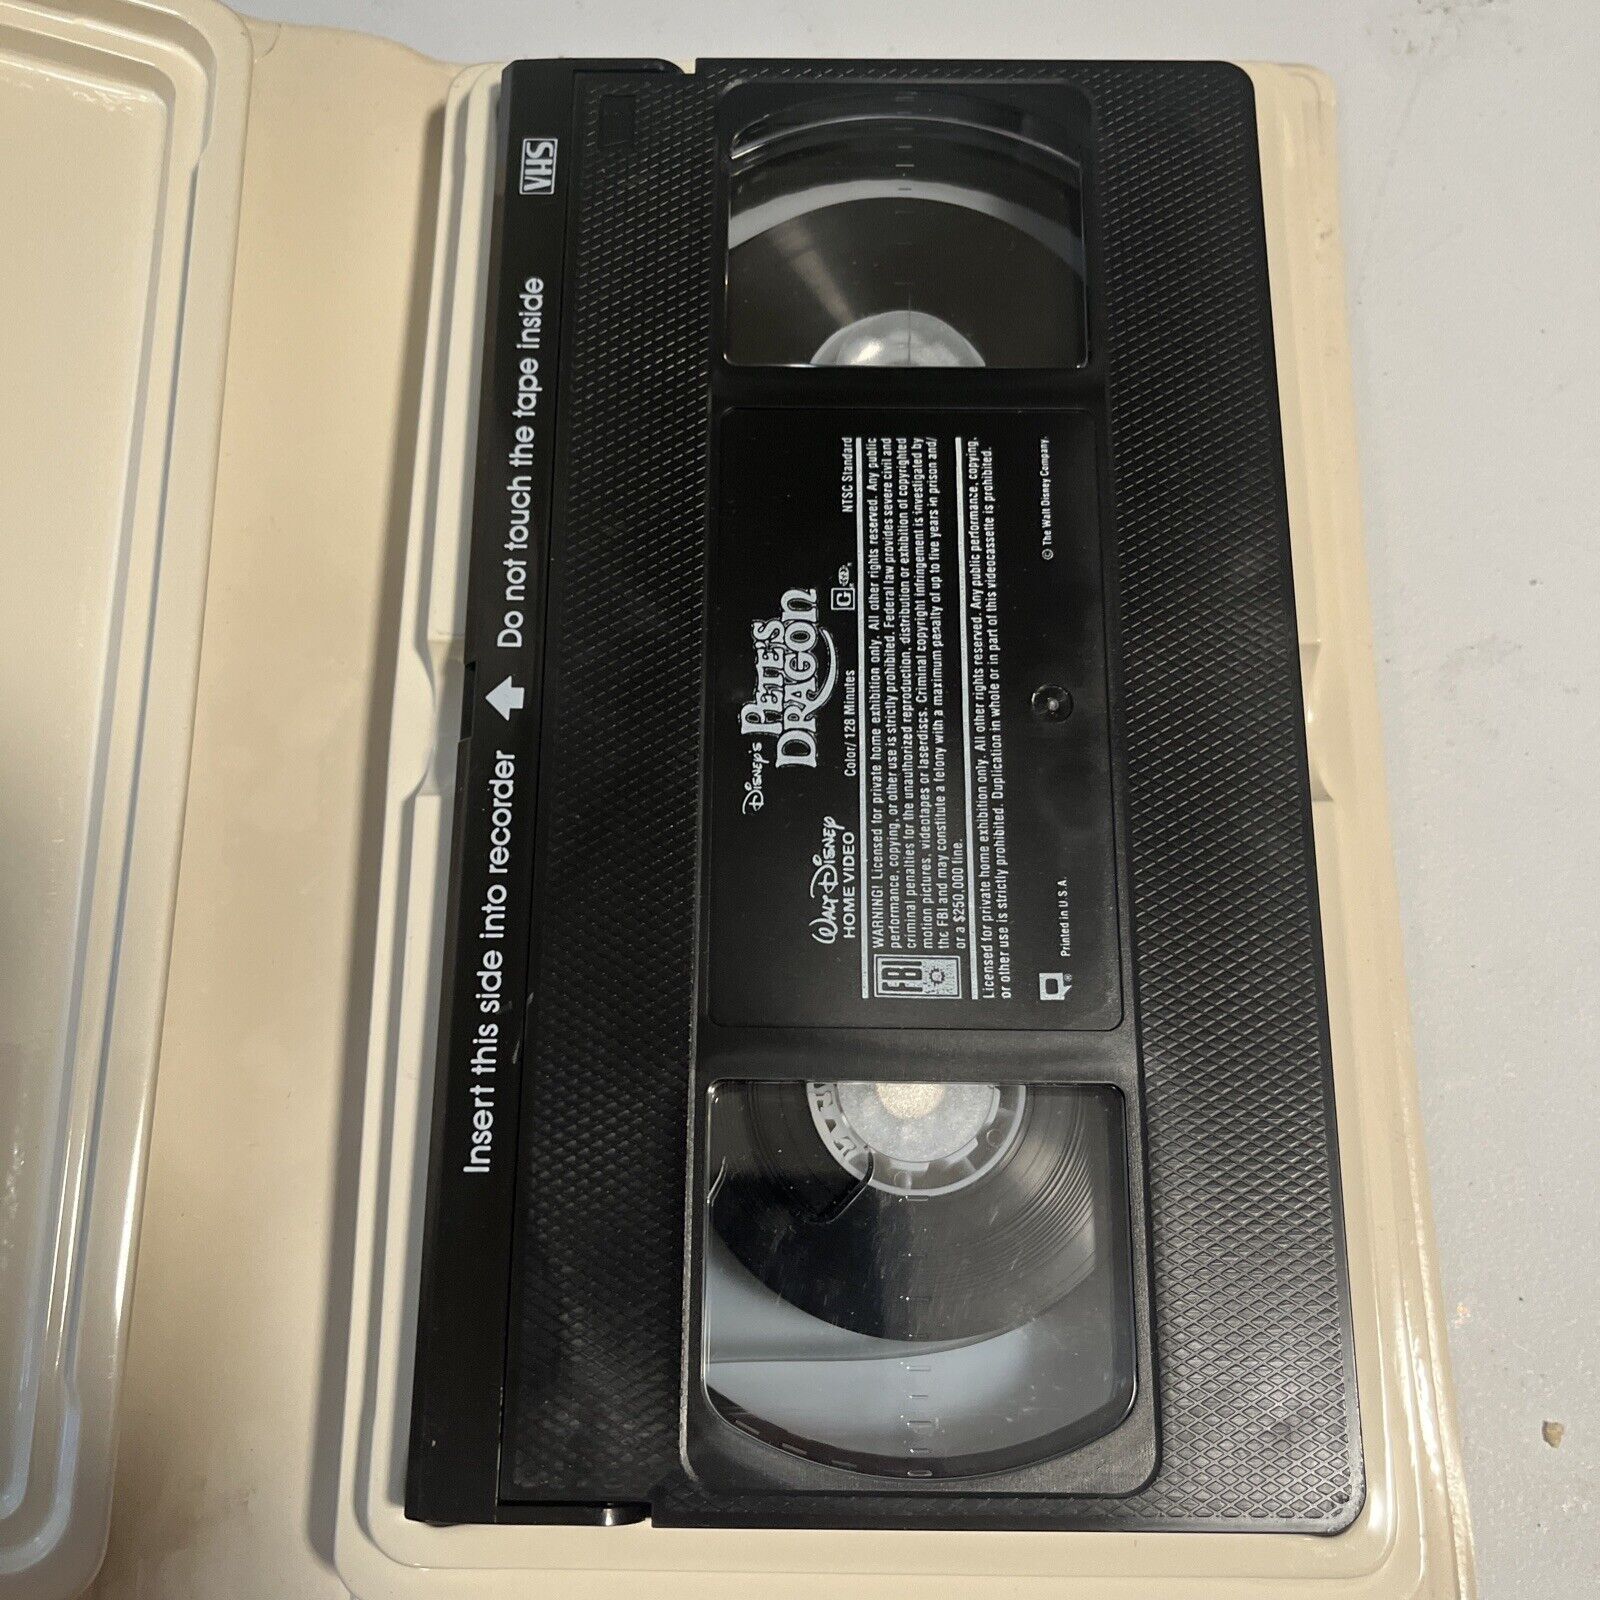 VHS
Insert this side into recorder Do not touch the tape inside
DISNEY'S
PETE'S
DRAGON
WALT DISNEY
HOME VIDEO
Color/ 128 Minutes
G
NTSC Standard
FBI
WARNING! Licensed for private home exhibition only. All other rights reserved. Any public
performance, copying, or other use is strictly prohibited. Federal law provides severe civil and
criminal penalties for the unauthorized reproduction, distribution or exhibition of copyrighted
motion pictures, videotapes or laserdiscs. Criminal copyright infringement is investigated by
the FBI and may constitute a felony with a maximum penalty of up to five years in prison and/
or a $250,000 fine.
Licensed for private home exhibition only. All other rights reserved. Any public performance, copying,
or other use is strictly prohibited. Duplication in whole or in part of this videocassette is prohibited.
®
Printed in U.S.A.
© The Walt Disney Company.